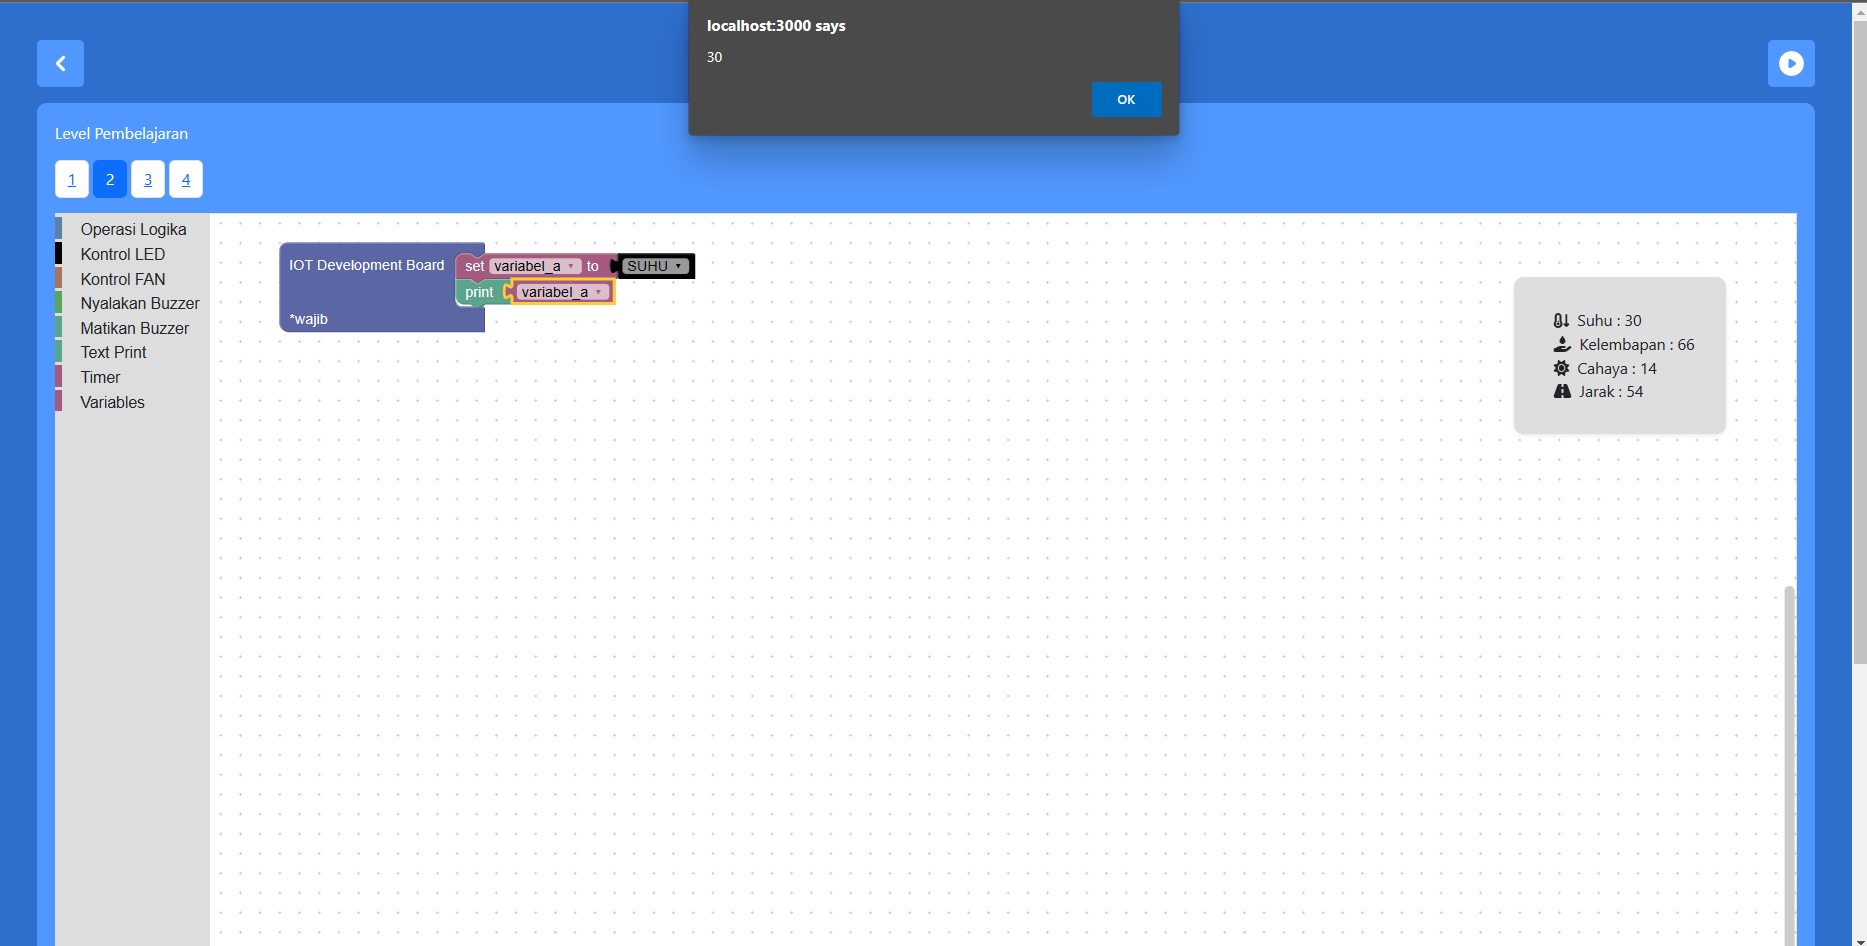 localhost:3000 says
30
OK
Level Pembelajaran
1 2 3 4
Operasi Logika
Kontrol LED
Kontrol FAN
Nyalakan Buzzer
Matikan Buzzer
Text Print
Timer
Variables
IOT Development Board
set variabel_a to SUHU
print variabel_a
*wajib
Suhu : 30
Kelembapan : 66
Cahaya : 14
Jarak : 54